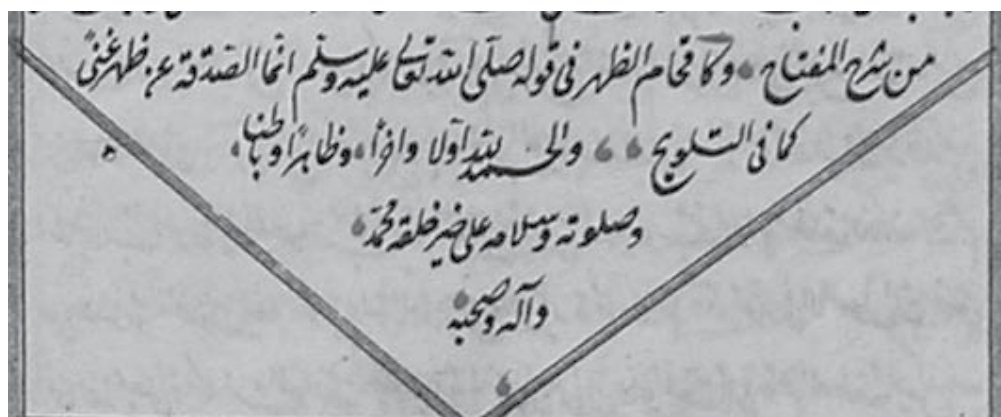 من شرح المفتاح وكاقحام الظهر في قوله صلى الله تعالى عليه وسلم انما الصدقة عن ظهر غنى
كما في التلويح والحمد لله اولا واخرا وظاهرا وباطنا
وصلوته وسلامه على خير خلقه محمد
وآله وصحبه